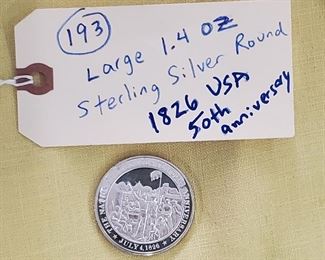 193
Large 1.4 oz
Sterling Silver Round
1826 USA
50th anniversary
JULY 4, 1826